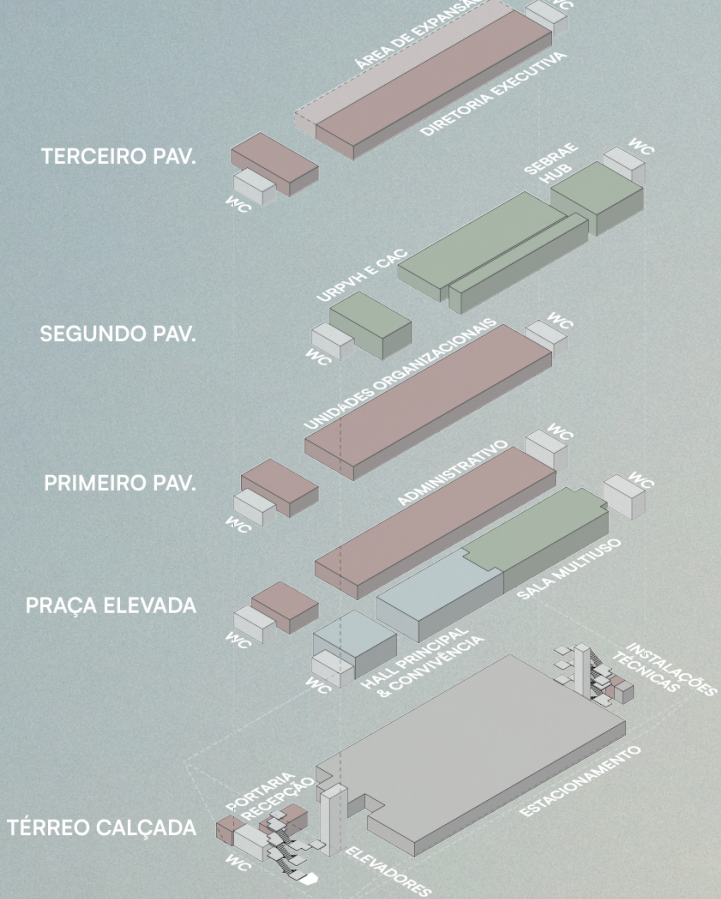 ÁREA DE EXPANSÃO
WC
DIRETORIA EXECUTIVA
TERCEIRO PAV.
WC
SEBRAE
HUB
WC
URPVH E CAC
SEGUNDO PAV.
WC
UNIDADES ORGANIZACIONAIS
WC
PRIMEIRO PAV.
WC
ADMINISTRATIVO
WC
WC
SALA MULTIUSO
PRAÇA ELEVADA
WC
WC
HALL PRINCIPAL
& CONVIVÊNCIA
INSTALAÇÕES
TÉCNICAS
ESTACIONAMENTO
PORTARIA
RECEPÇÃO
TÉRREO CALÇADA
WC
ELEVADORES